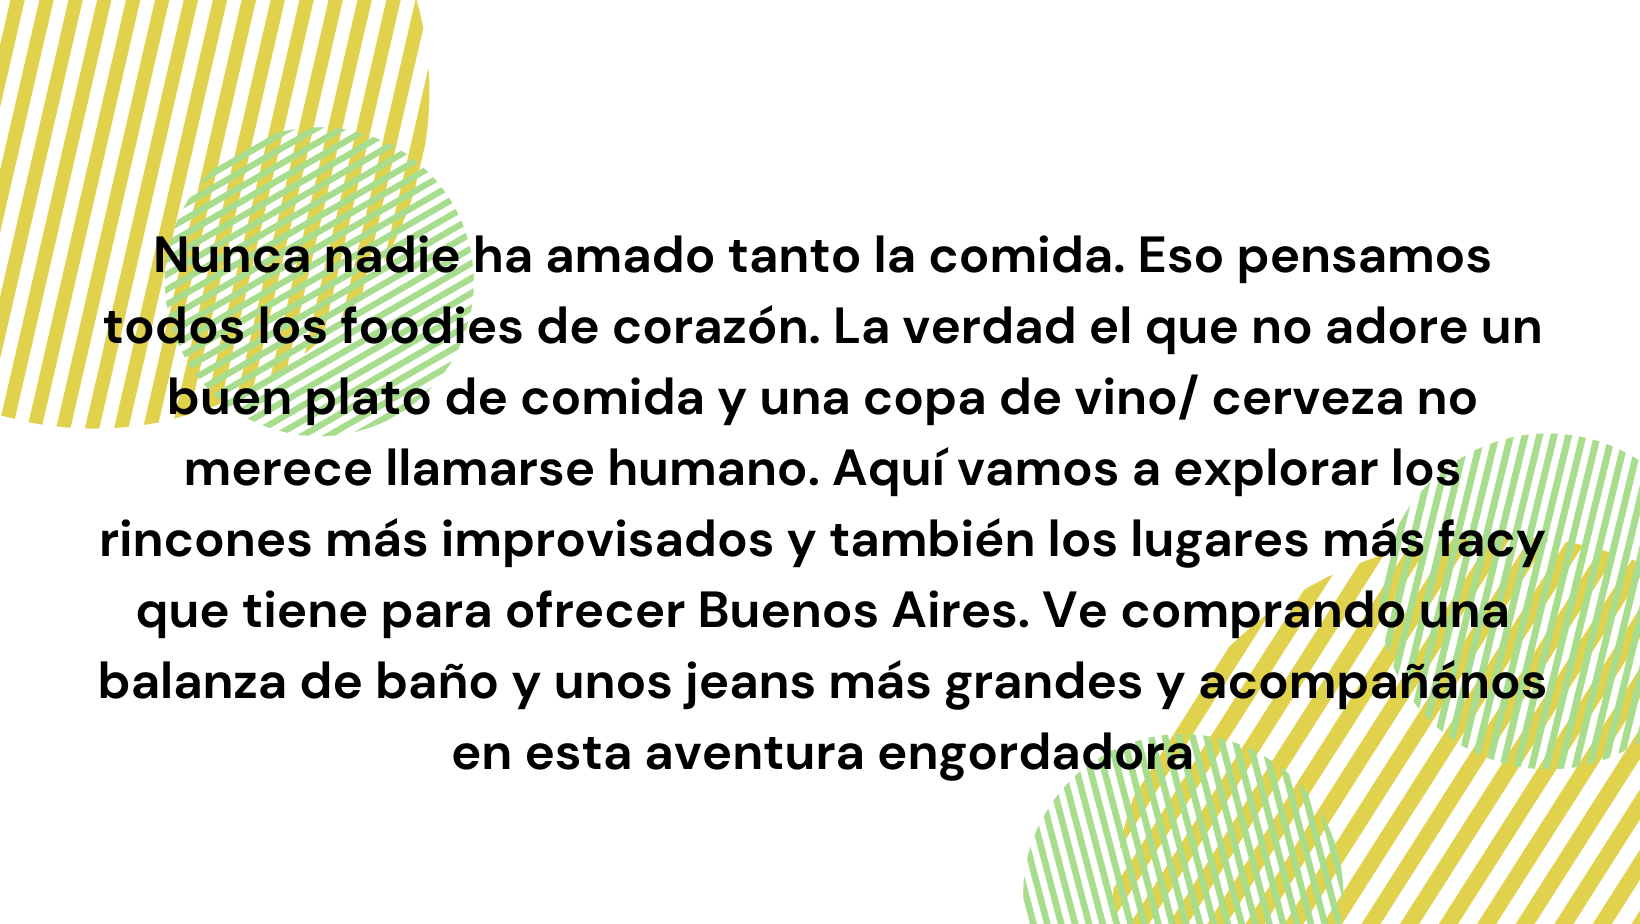 Nunca nadie ha amado tanto la comida. Eso pensamos
todos los foodies de corazón. La verdad el que no adore un
buen plato de comida y una copa de vino/ cerveza no
merece llamarse humano. Aquí vamos a explorar los
rincones más improvisados y también los lugares más facy
que tiene para ofrecer Buenos Aires. Ve comprando una
balanza de baño y unos jeans más grandes y acompañános
en esta aventura engordadora